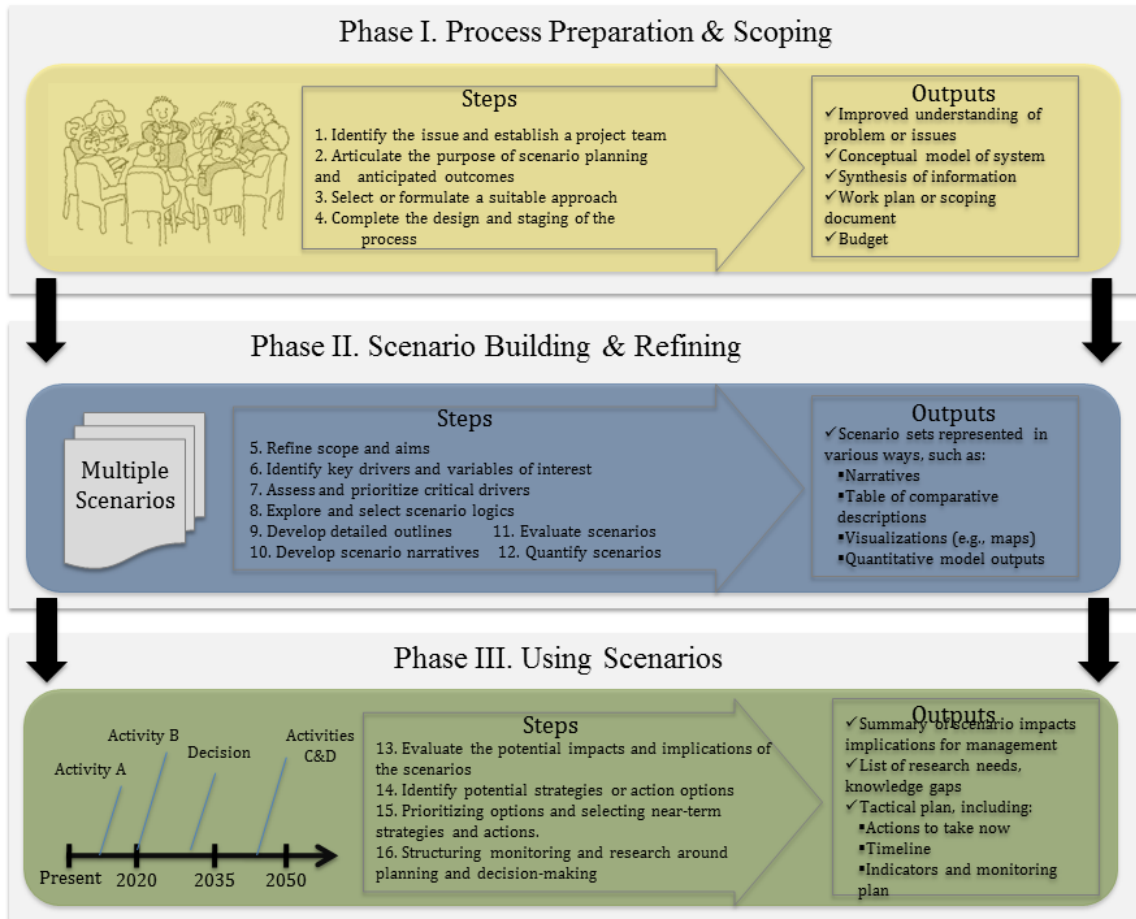 Phase I. Process Preparation & Scoping
Steps
1. Identify the issue and establish a project team
2. Articulate the purpose of scenario planning
and anticipated outcomes
3. Select or formulate a suitable approach
4. Complete the design and staging of the
process
Outputs
✓Improved understanding of
problem or issues
✓Conceptual model of system
✓Synthesis of information
✓Work plan or scoping
document
✓Budget
Phase II. Scenario Building & Refining
Multiple
Scenarios
Steps
5. Refine scope and aims
6. Identify key drivers and variables of interest
7. Assess and prioritize critical drivers
8. Explore and select scenario logics
9. Develop detailed outlines 11. Evaluate scenarios
10. Develop scenario narratives 12. Quantify scenarios
Outputs
✓Scenario sets represented in
various ways, such as:
▪Narratives
▪Table of comparative
descriptions
▪Visualizations (e.g., maps)
▪Quantitative model outputs
Phase III. Using Scenarios
Activity A
Activity B
Decision
Activities
C&D
Present
2020
2035
2050
Steps
13. Evaluate the potential impacts and implications of
the scenarios
14. Identify potential strategies or action options
15. Prioritizing options and selecting near-term
strategies and actions.
16. Structuring monitoring and research around
planning and decision-making
Outputs
✓Summary of scenario impacts
implications for management
✓List of research needs,
knowledge gaps
✓Tactical plan, including:
▪Actions to take now
▪Timeline
▪Indicators and monitoring
plan